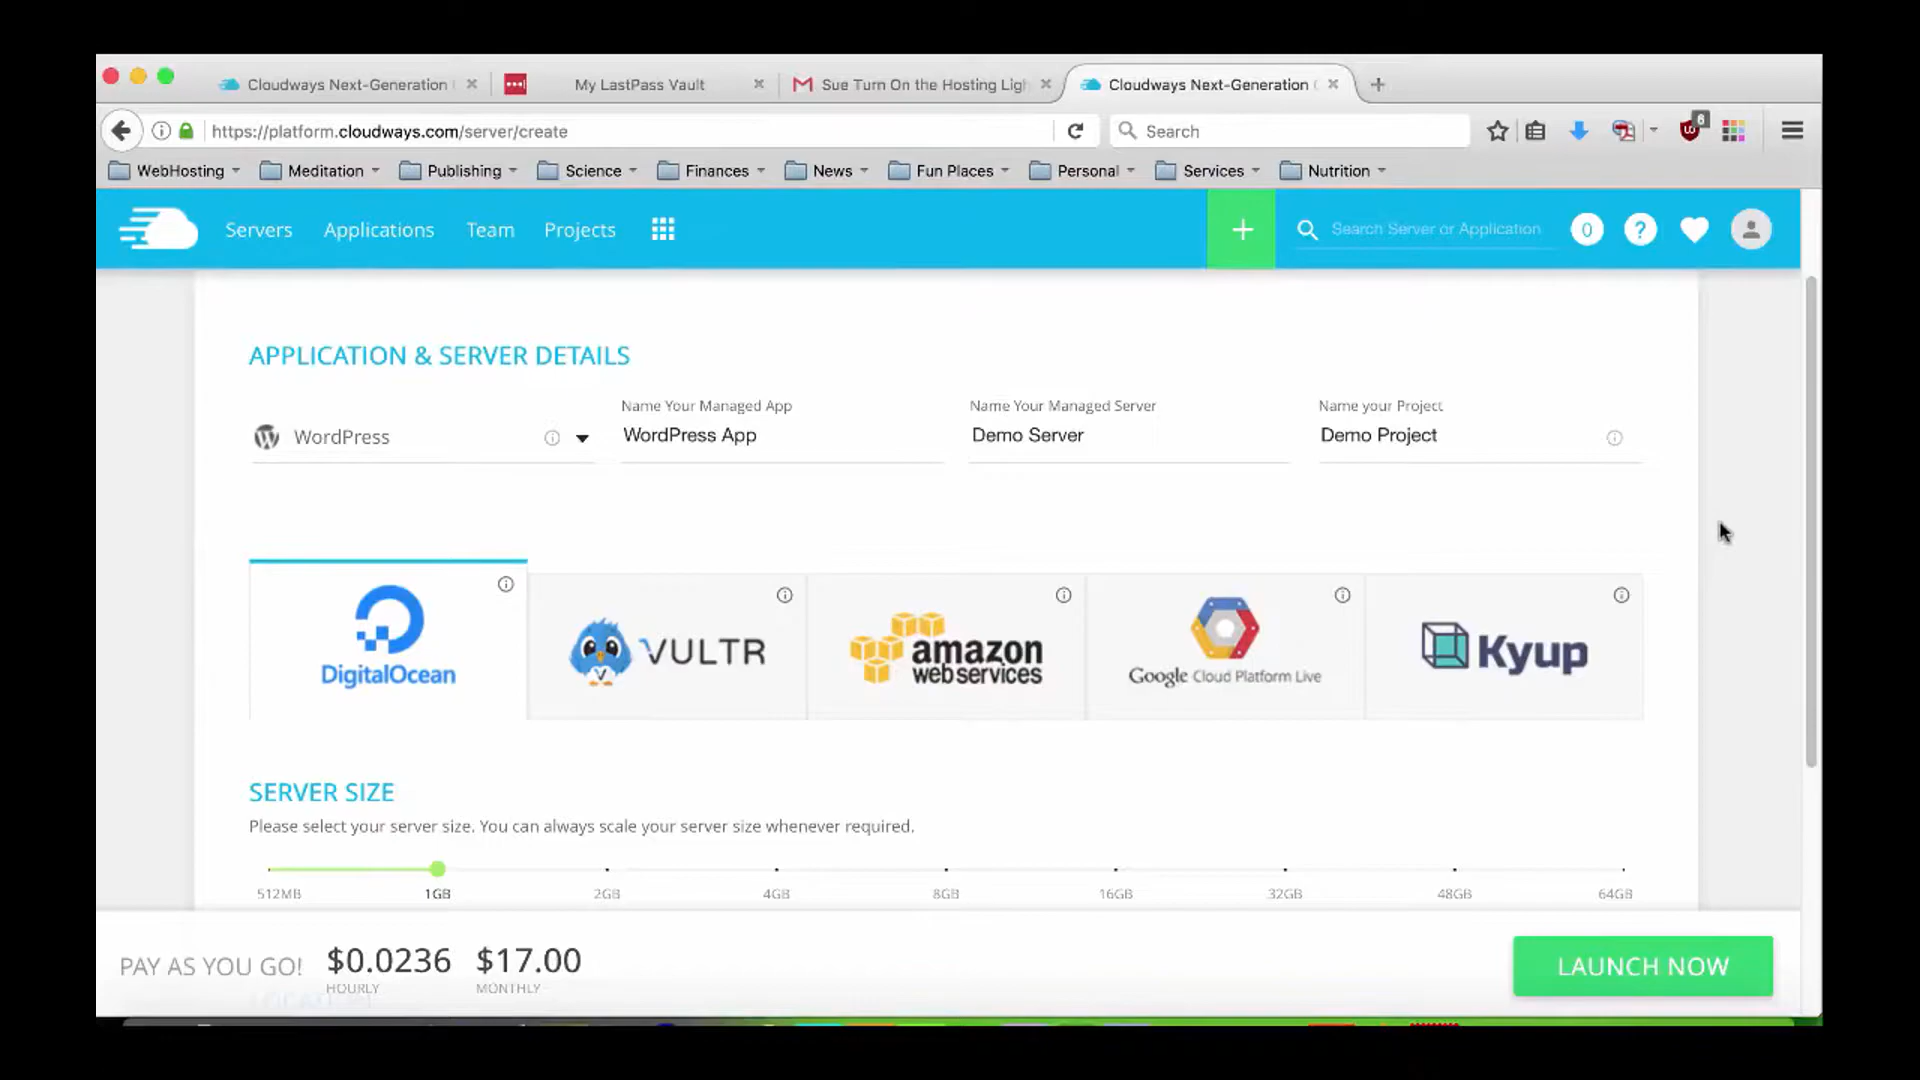 Cloudways Next-Generation (
My LastPass Vault
Sue Turn On the Hosting Ligh
Cloudways Next-Generation (
https://platform.cloudways.com/server/create
Search
6
WebHosting
Meditation
Publishing
Science
Finances
News
Fun Places
Personal
Services
Nutrition
Servers
Applications
Team
Projects
+
Search Server or Application
0
?
APPLICATION & SERVER DETAILS
WordPress
Name Your Managed App
WordPress App
Name Your Managed Server
Demo Server
Name your Project
Demo Project
DigitalOcean
VULTR
amazon
webservices
Google Cloud Platform Live
Kyup
SERVER SIZE
Please select your server size. You can always scale your server size whenever required.
512MB
1GB
2GB
4GB
8GB
16GB
32GB
48GB
64GB
PAY AS YOU GO!
$0.0236
HOURLY
$17.00
MONTHLY
LOCATION
LAUNCH NOW